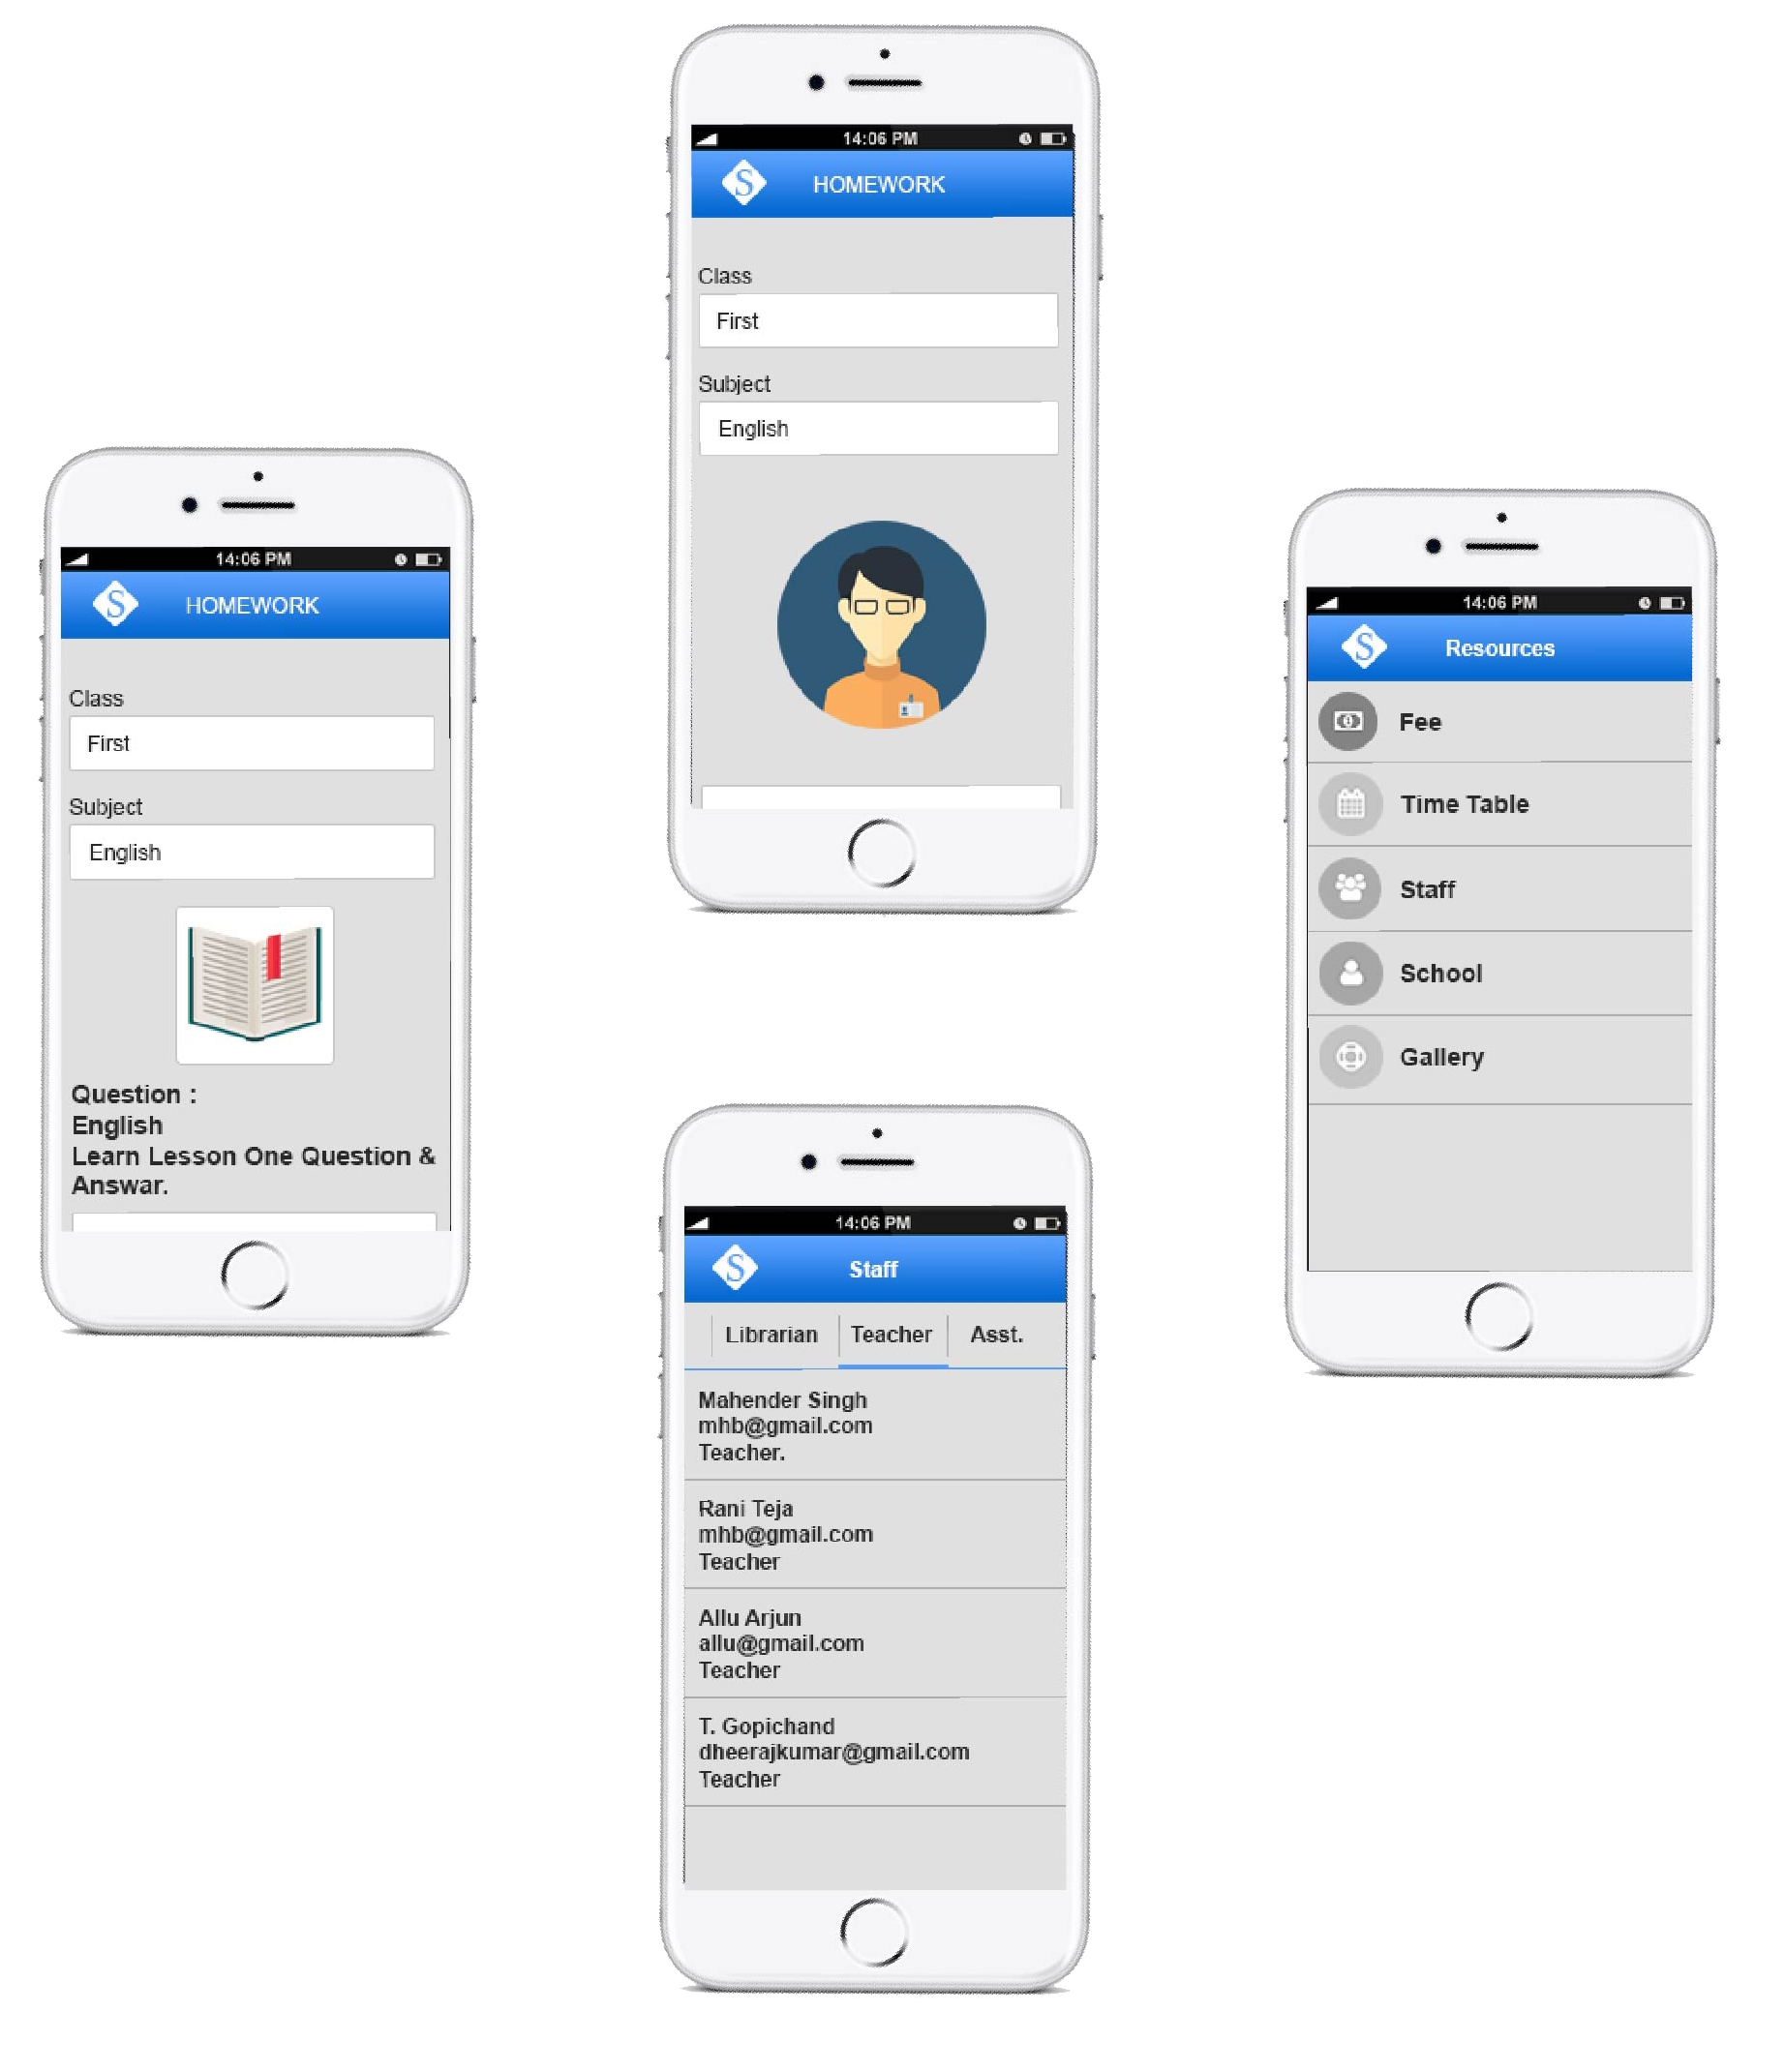 14:06 PM
S HOMEWORK
Class
First
Subject
English
14:06 PM
S HOMEWORK
Class
First
Subject
English
Question :
English
Learn Lesson One Question &
Answar.
14:06 PM
S Resources
Fee
Time Table
Staff
School
Gallery
14:06 PM
S Staff
Librarian Teacher Asst.
Mahender Singh
mhb@gmail.com
Teacher.
Rani Teja
mhb@gmail.com
Teacher
Allu Arjun
allu@gmail.com
Teacher
T. Gopichand
dheerajkumar@gmail.com
Teacher